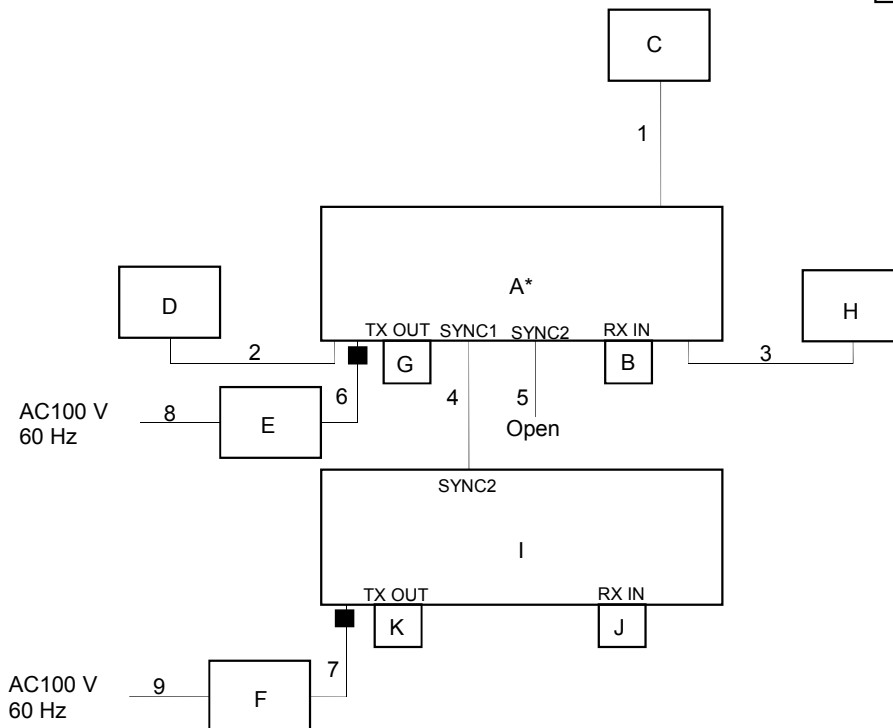 C
1
A*
D
H
TX OUT SYNC1 SYNC2 RX IN
2
G
B
3
6
4
5
AC100 V
60 Hz
8
E
Open
SYNC2
I
TX OUT RX IN
K
J
7
AC100 V
60 Hz
9
F